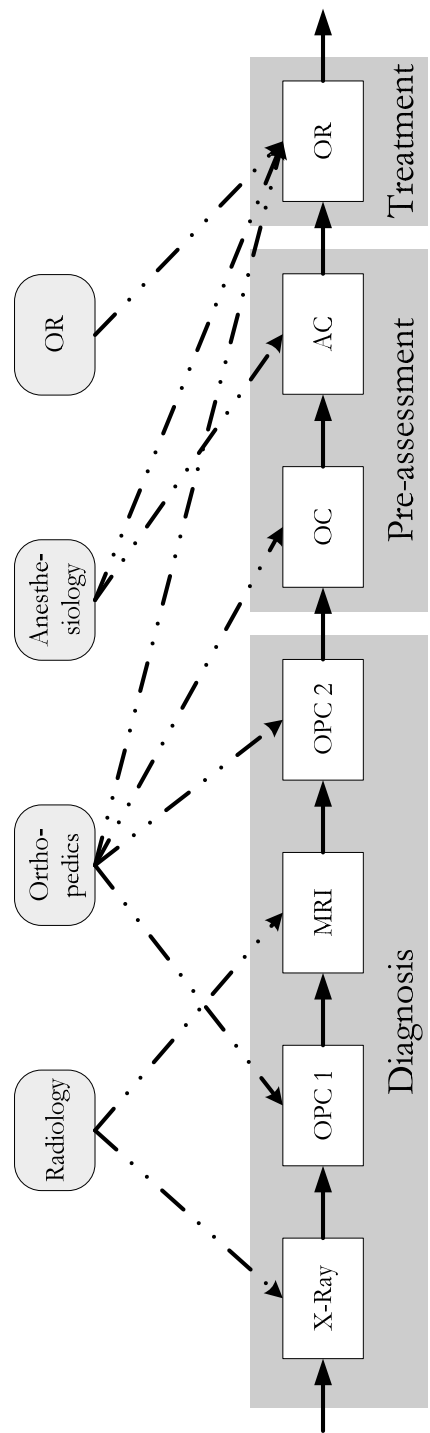 Radiology
Ortho-
pedics
Anesthe-
siology
OR
X-Ray
OPC 1
MRI
OPC 2
OC
AC
OR
Diagnosis
Pre-assessment
Treatment